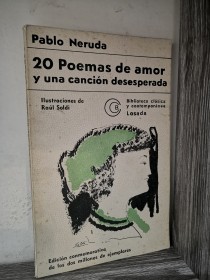 Pablo Neruda
20 Poemas de amor
y una canción desesperada
Ilustraciones de
Raúl Soldi
Biblioteca clásica
y contemporánea
Losada
Edición conmemorativa
de los dos millones de ejemplares